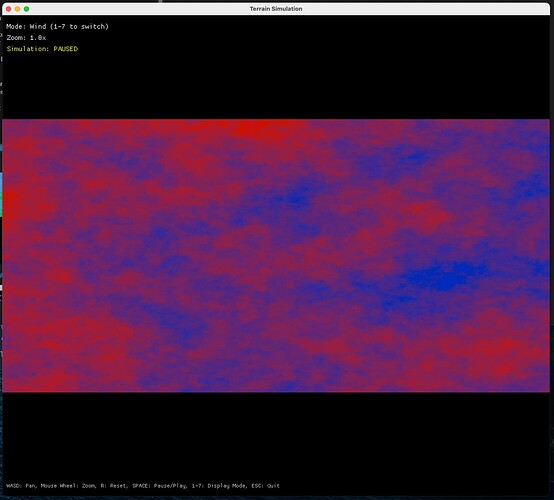 Terrain Simulation
Mode: Wind (1-7 to switch)
Zoom: 1.0x
Simulation: PAUSED
WASD: Pan, Mouse Wheel: Zoom, R: Reset, SPACE: Pause/Play, 1-7: Display Mode, ESC: Quit